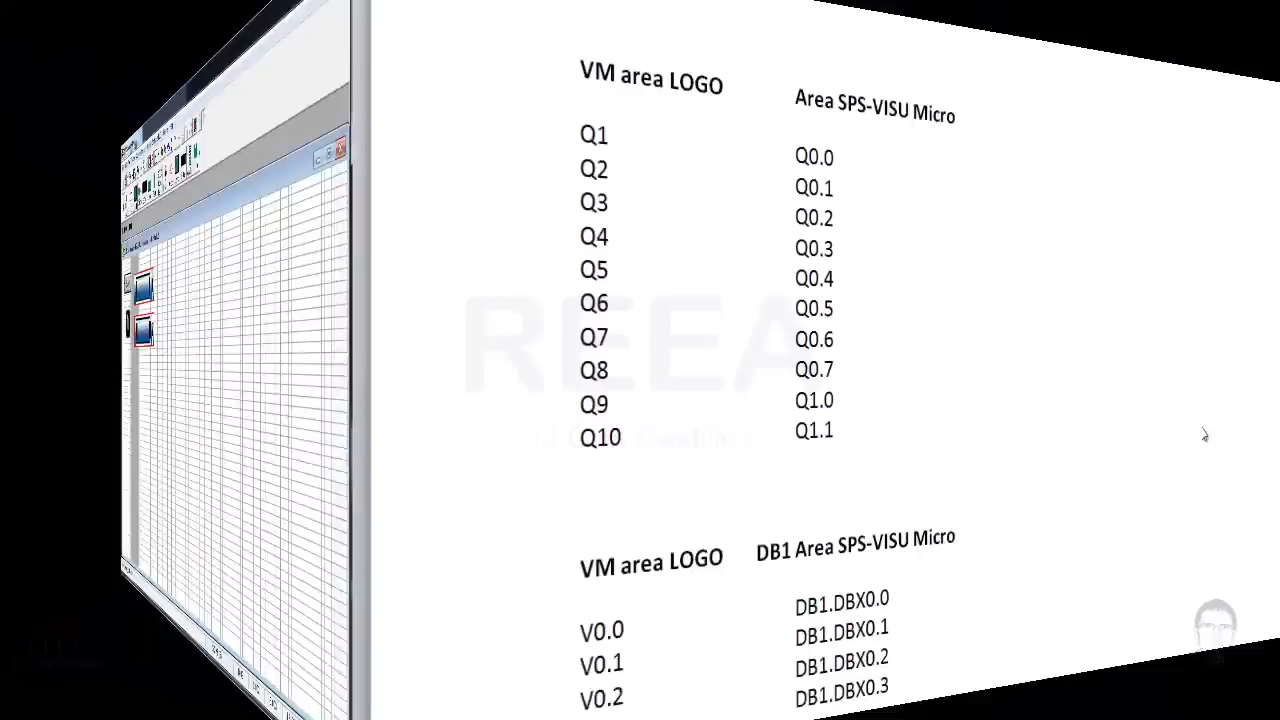 VM area LOGO Area SPS-VISU Micro
Q1 Q0.0
Q2 Q0.1
Q3 Q0.2
Q4 Q0.3
Q5 Q0.4
Q6 Q0.5
Q7 Q0.6
Q8 Q0.7
Q9 Q1.0
Q10 Q1.1
REEA
VM area LOGO DB1 Area SPS-VISU Micro
V0.0 DB1.DBX0.0
V0.1 DB1.DBX0.1
V0.2 DB1.DBX0.2
DB1.DBX0.3